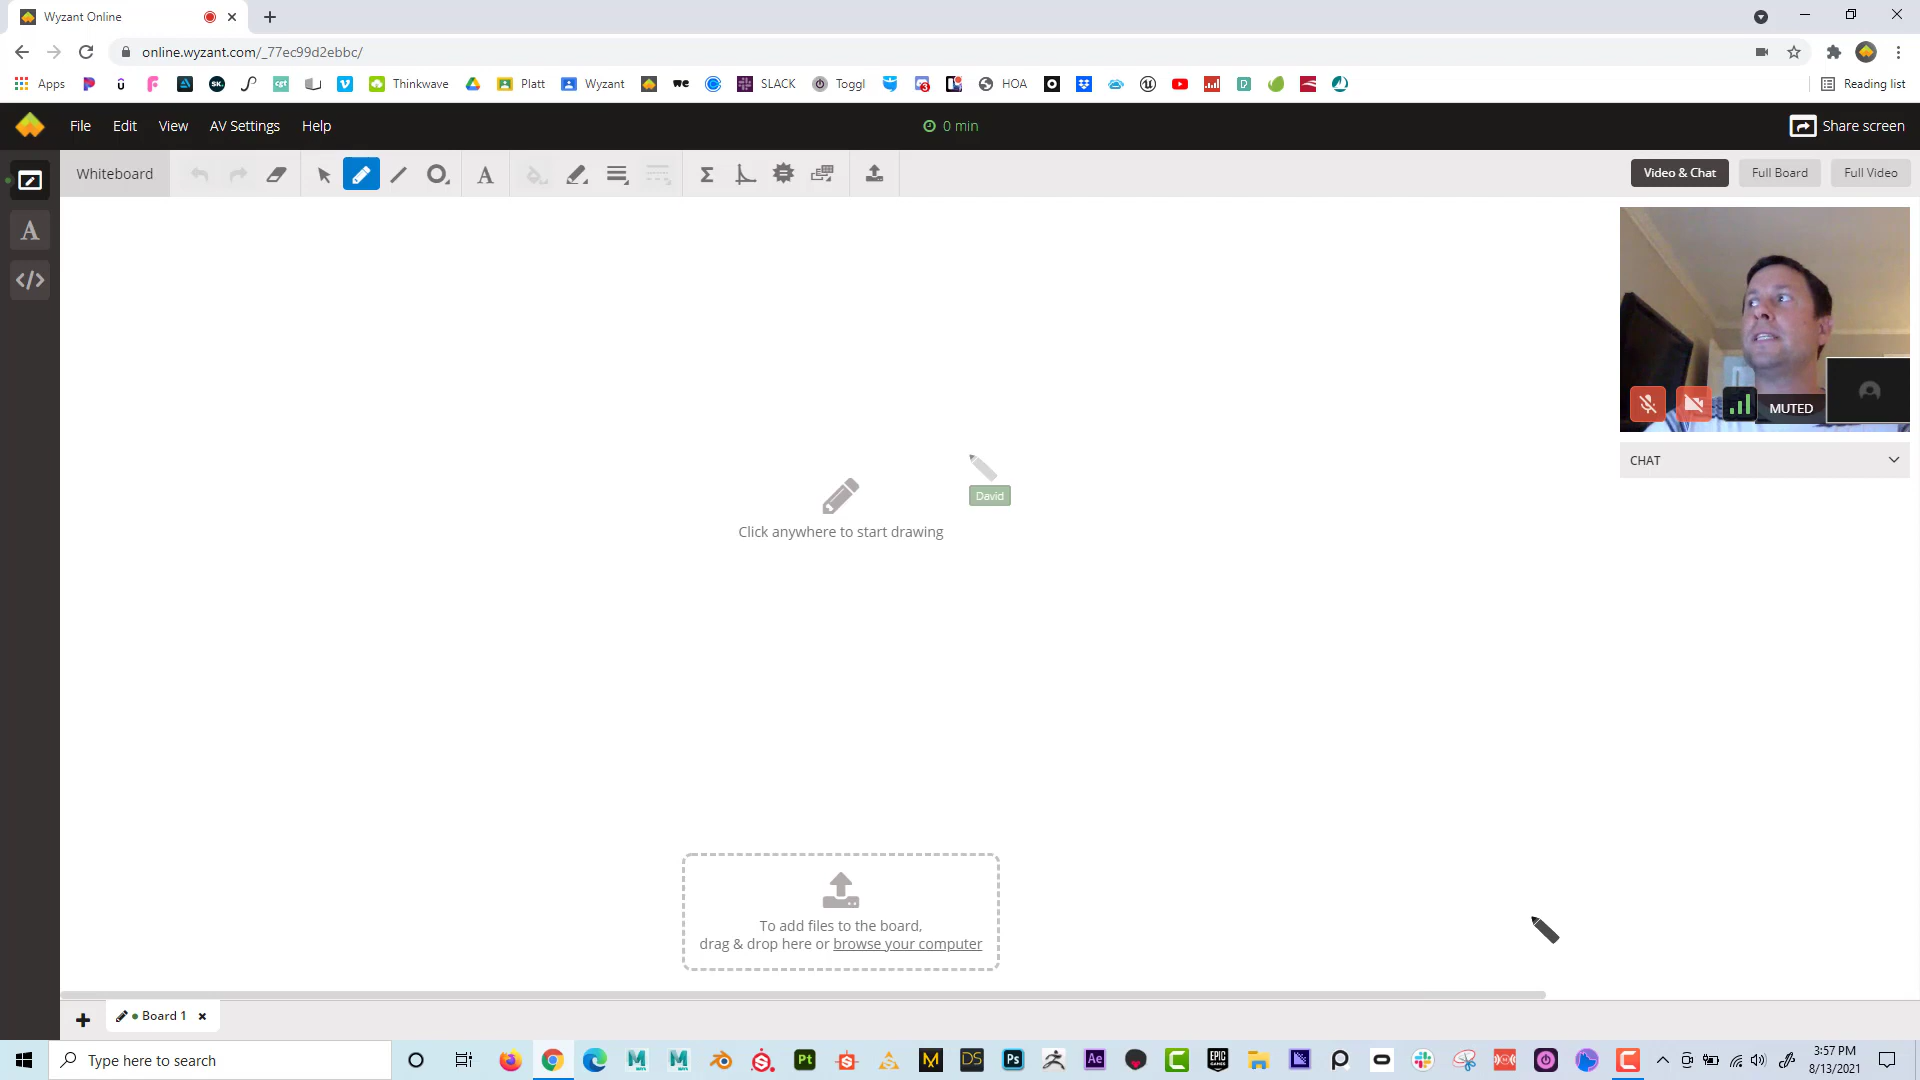 Wyzant Online
online.wyzant.com/_77ec99d2ebbc/
Apps Thinkwave Platt Wyzant SLACK Toggl HOA Reading list
File Edit View AV Settings Help 0 min Share screen
Whiteboard Video & Chat Full Board Full Video
MUTED
CHAT
David
Click anywhere to start drawing
To add files to the board,
drag & drop here or browse your computer
Board 1
Type here to search
3:57 PM
8/13/2021